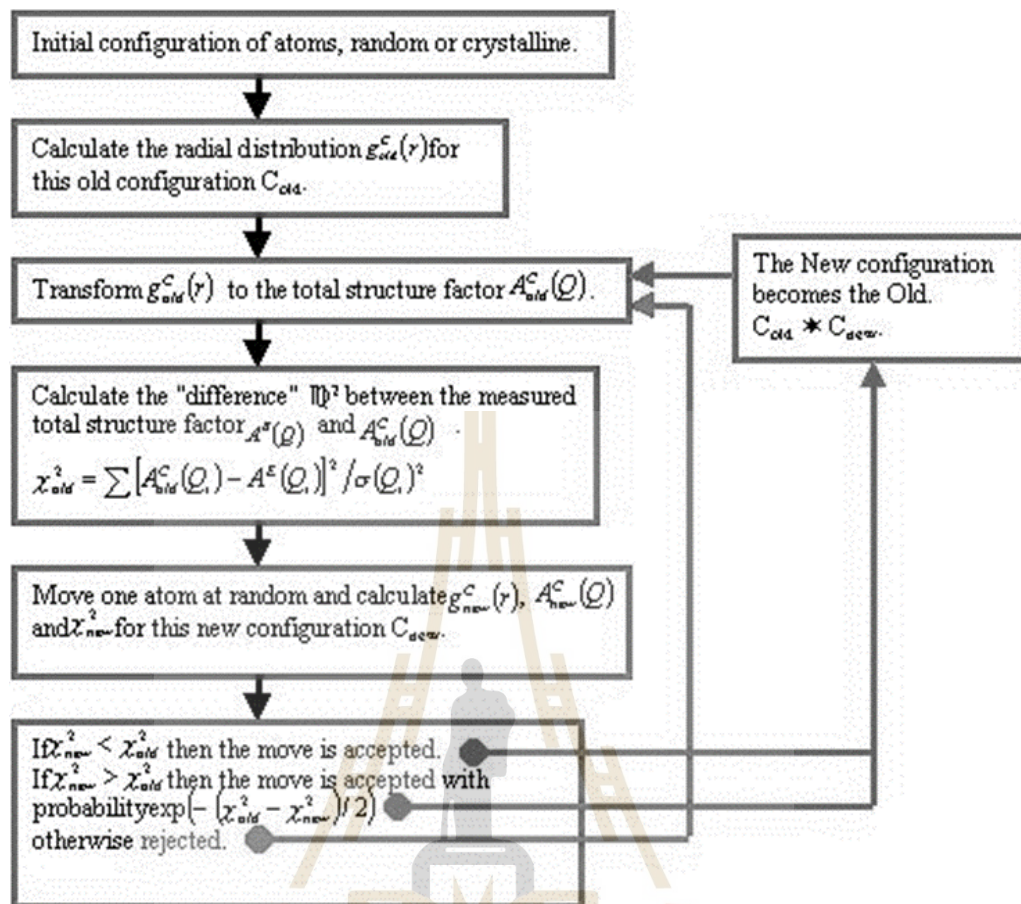 Initial configuration of atoms, random or crystalline.
Calculate the radial distribution g^C_old(r) for
this old configuration C_old.
Transform g^C_old(r) to the total structure factor A^C_old(Q).
Calculate the "difference" between the measured
total structure factor A^E(Q) and A^C_old(Q) .
χ²_old = ∑ [A^C_old(Q_i) − A^E(Q_i)]² / σ(Q_i)²
Move one atom at random and calculate g^C_new(r), A^C_new(Q)
and χ²_new for this new configuration C_new.
If χ²_new < χ²_old then the move is accepted.
If χ²_new > χ²_old then the move is accepted with
probability exp(− (χ²_old − χ²_new)/2)
otherwise rejected.
The New configuration
becomes the Old.
C_old ✶ C_new.